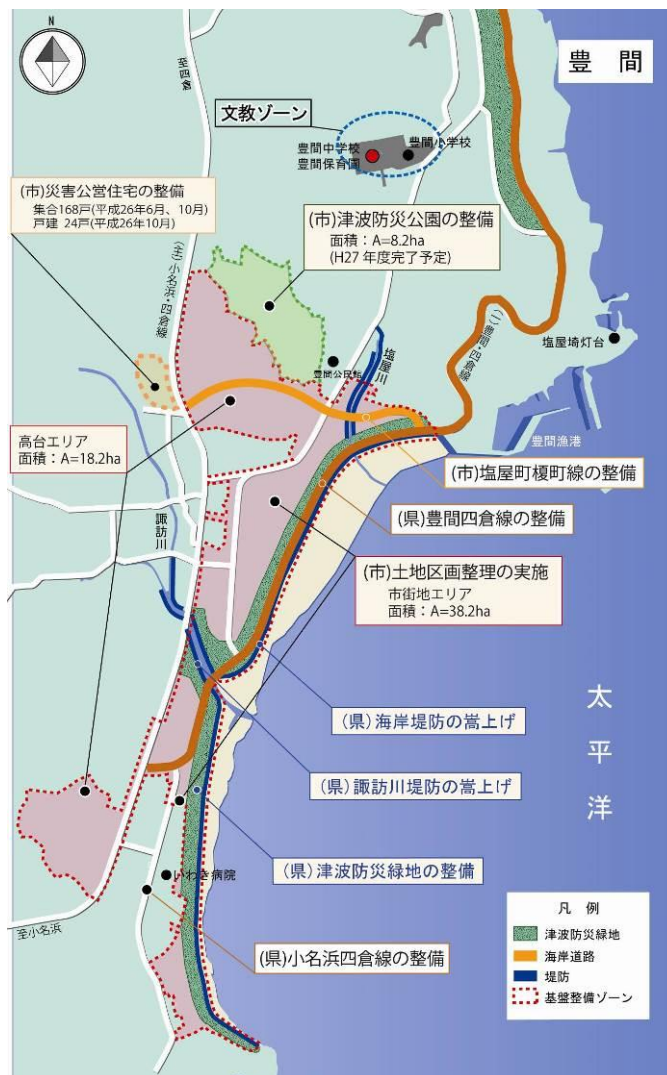 N
豊間
至四倉
文教ゾーン
豊間中学校
豊間保育園
豊間小学校
(市)災害公営住宅の整備
集合168戸(平成26年6月、10月)
戸建 24戸(平成26年10月)
(市)津波防災公園の整備
面積：A=8.2ha
(H27年度完了予定)
(主)小名浜・四倉線
(一)豊間・四倉線
塩屋埼灯台
豊間公民館
塩屋川
豊間漁港
高台エリア
面積：A=18.2ha
(市)塩屋町榎町線の整備
(県)豊間四倉線の整備
諏訪川
(市)土地区画整理の実施
市街地エリア
面積：A=38.2ha
太平洋
(県)海岸堤防の嵩上げ
(県)諏訪川堤防の嵩上げ
(県)津波防災緑地の整備
いわき病院
至小名浜
(県)小名浜四倉線の整備
凡例
津波防災緑地
海岸道路
堤防
基盤整備ゾーン